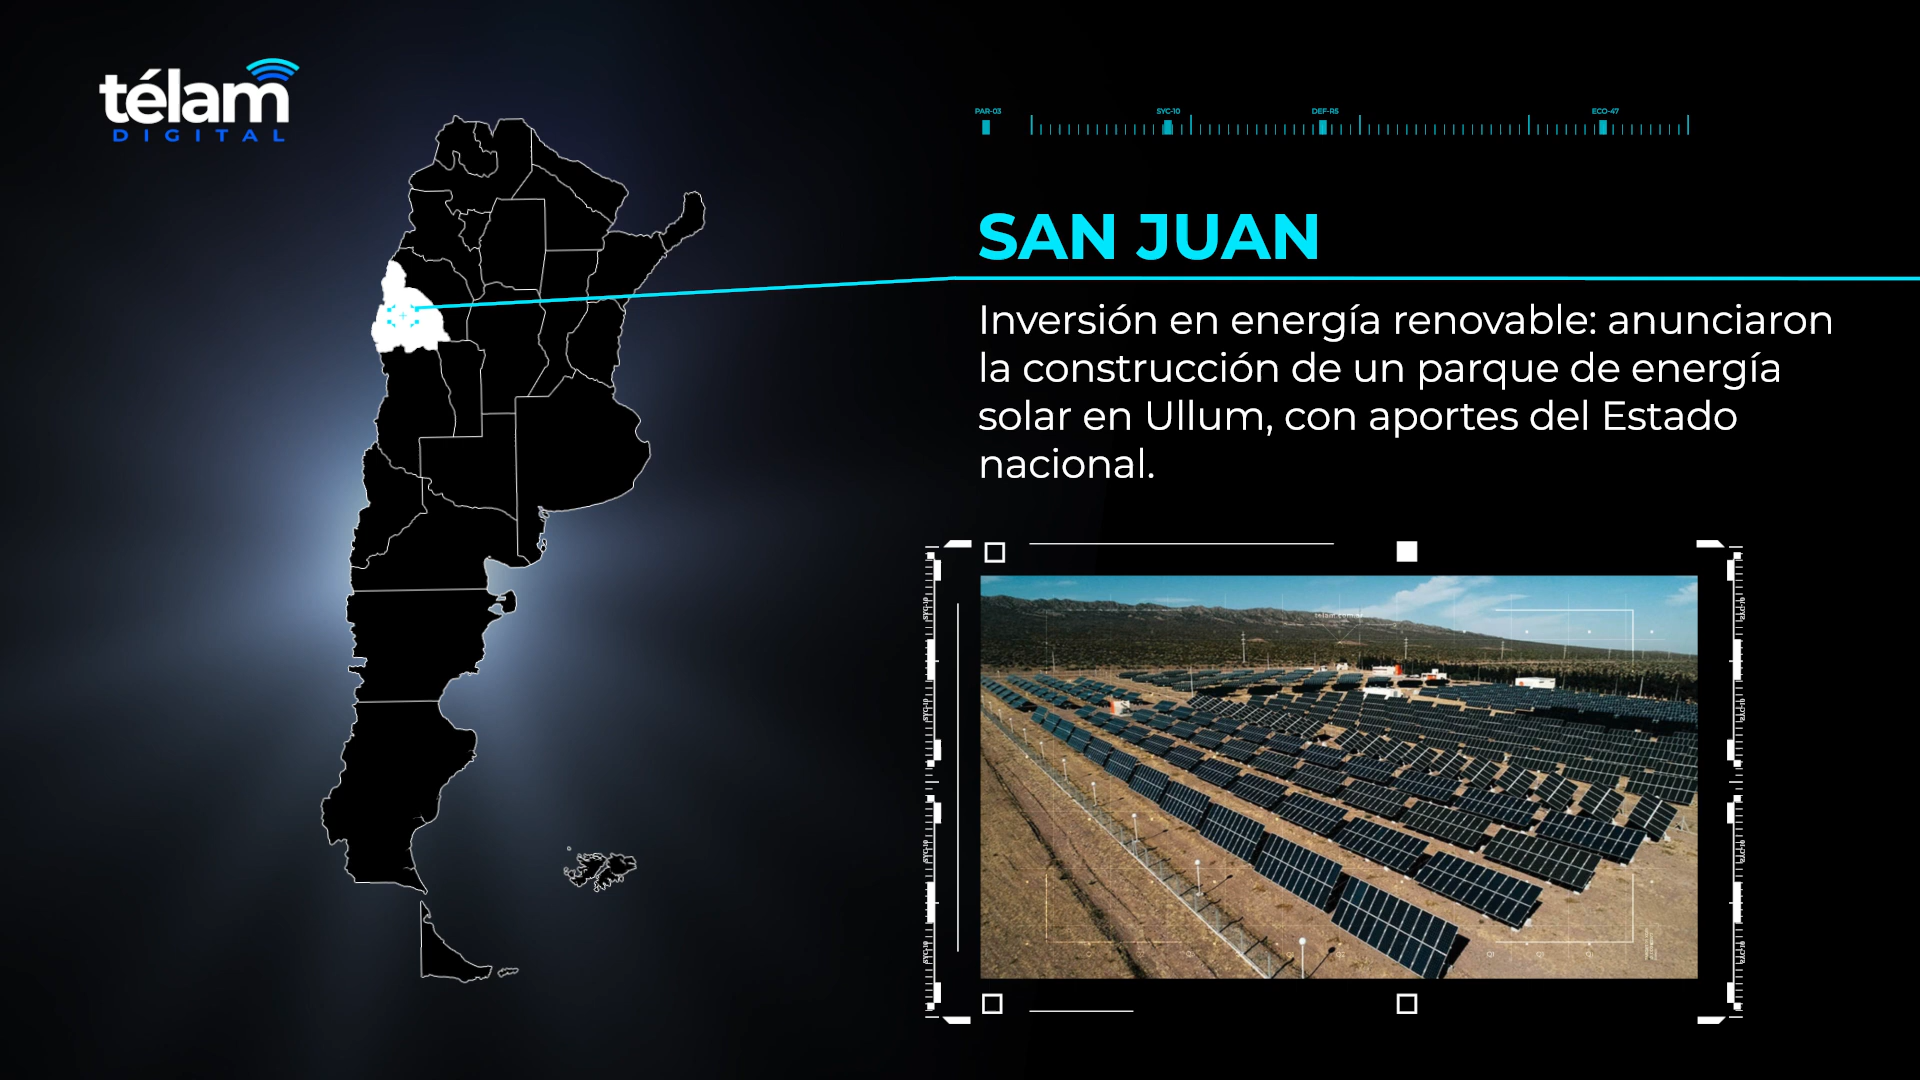 télam
DIGITAL
PAR-03 SYC-10 DEF-R5 ECO-47
SAN JUAN
Inversión en energía renovable: anunciaron
la construcción de un parque de energía
solar en Ullum, con aportes del Estado
nacional.